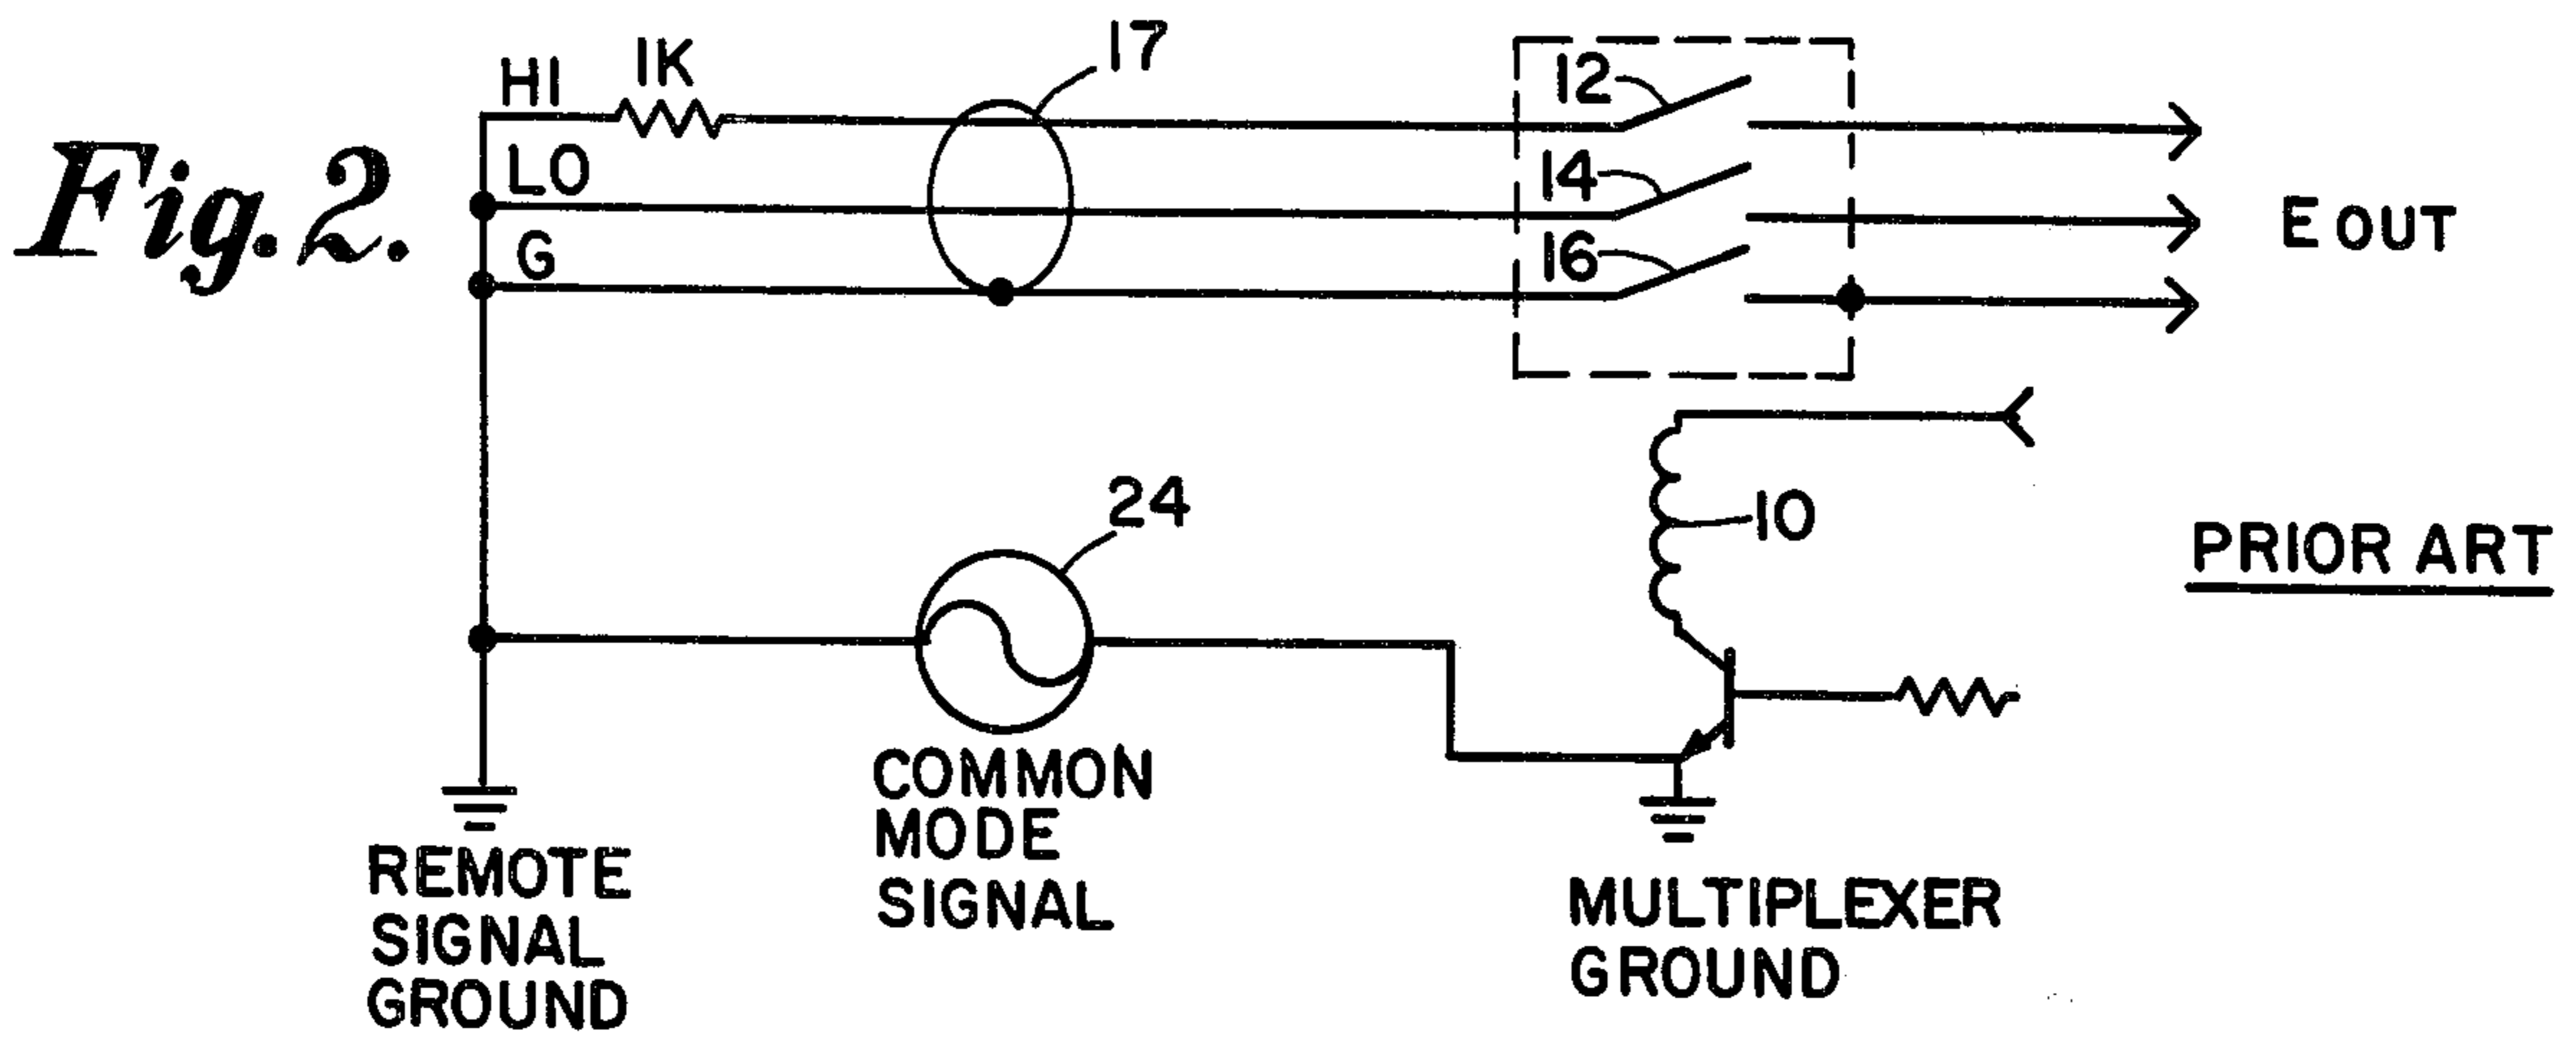 Fig. 2.
HI
1K
17
LO
G
12
14
16
E OUT
24
10
PRIOR ART
COMMON
MODE
SIGNAL
REMOTE
SIGNAL
GROUND
MULTIPLEXER
GROUND